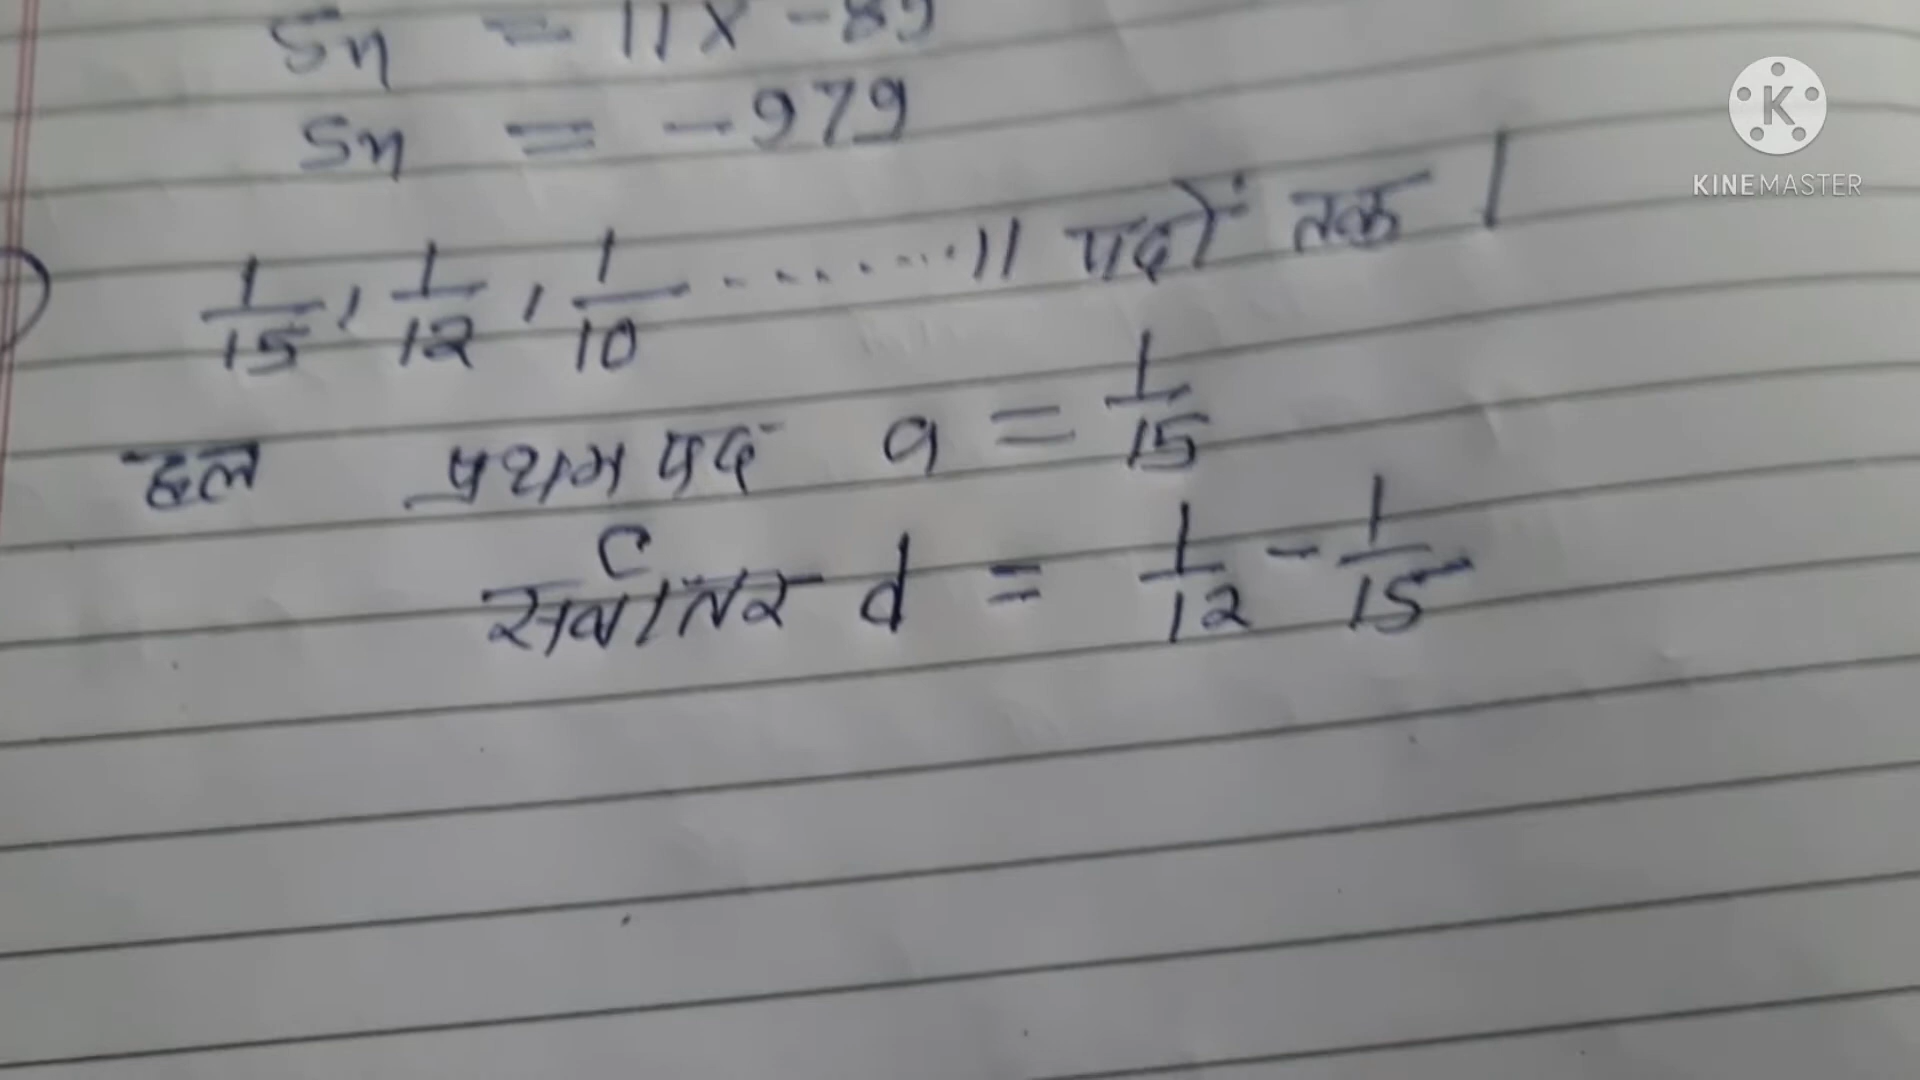 Sn = 11x -89
Sn = -979
KINEMASTER
1/15, 1/12, 1/10 ........11 पदों तक ।
हल प्रथम पद a = 1/15
सर्वान्तर d = 1/12 - 1/15